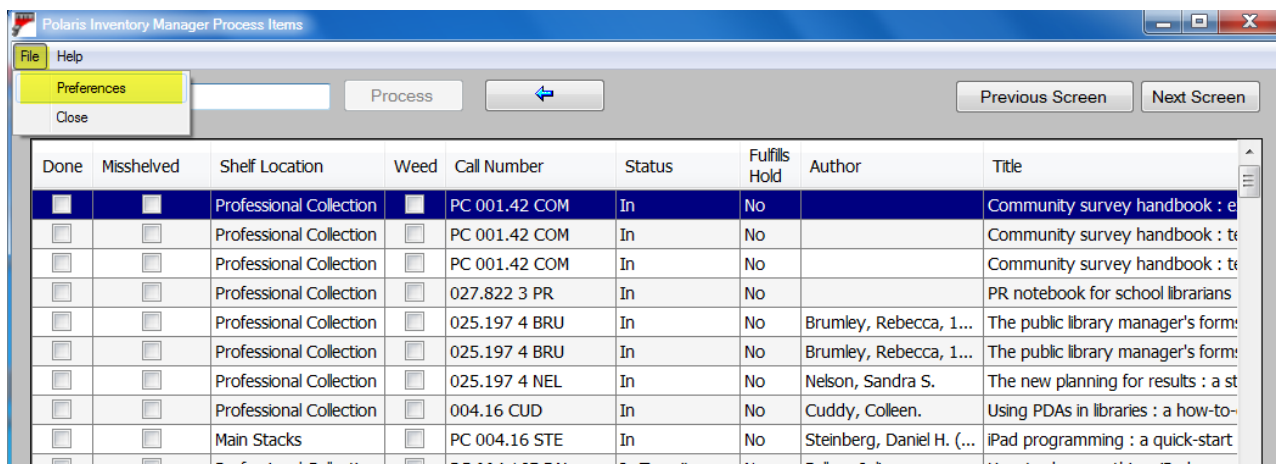 Polaris Inventory Manager Process Items
File Help
Preferences
Close
Process
Previous Screen Next Screen
Done Misshelved Shelf Location Weed Call Number Status Fulfills Hold Author Title
Professional Collection PC 001.42 COM In No Community survey handbook : e
Professional Collection PC 001.42 COM In No Community survey handbook : te
Professional Collection PC 001.42 COM In No Community survey handbook : te
Professional Collection 027.822 3 PR In No PR notebook for school librarians
Professional Collection 025.197 4 BRU In No Brumley, Rebecca, 1... The public library manager's forms
Professional Collection 025.197 4 BRU In No Brumley, Rebecca, 1... The public library manager's forms
Professional Collection 025.197 4 NEL In No Nelson, Sandra S. The new planning for results : a st
Professional Collection 004.16 CUD In No Cuddy, Colleen. Using PDAs in libraries : a how-to-
Main Stacks PC 004.16 STE In No Steinberg, Daniel H. (... iPad programming : a quick-start